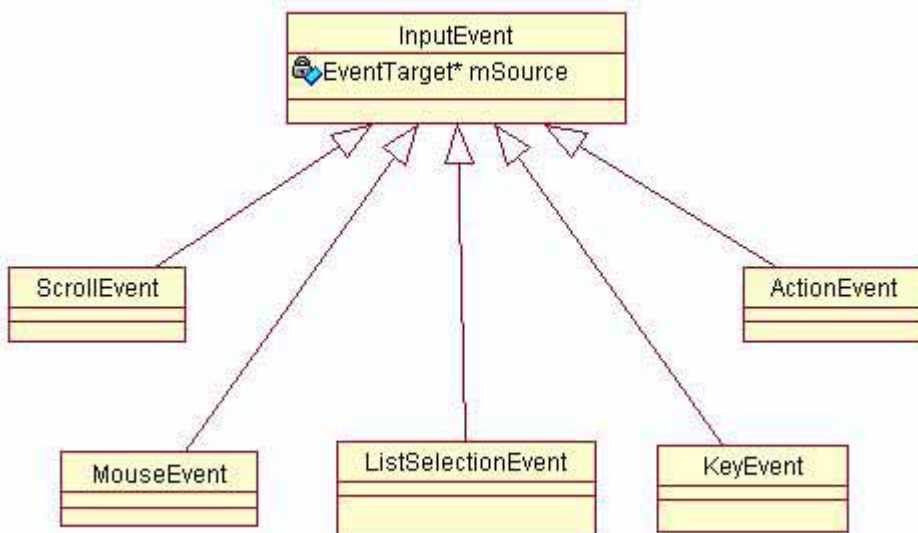 InputEvent
EventTarget* mSource
ScrollEvent
ActionEvent
MouseEvent
ListSelectionEvent
KeyEvent